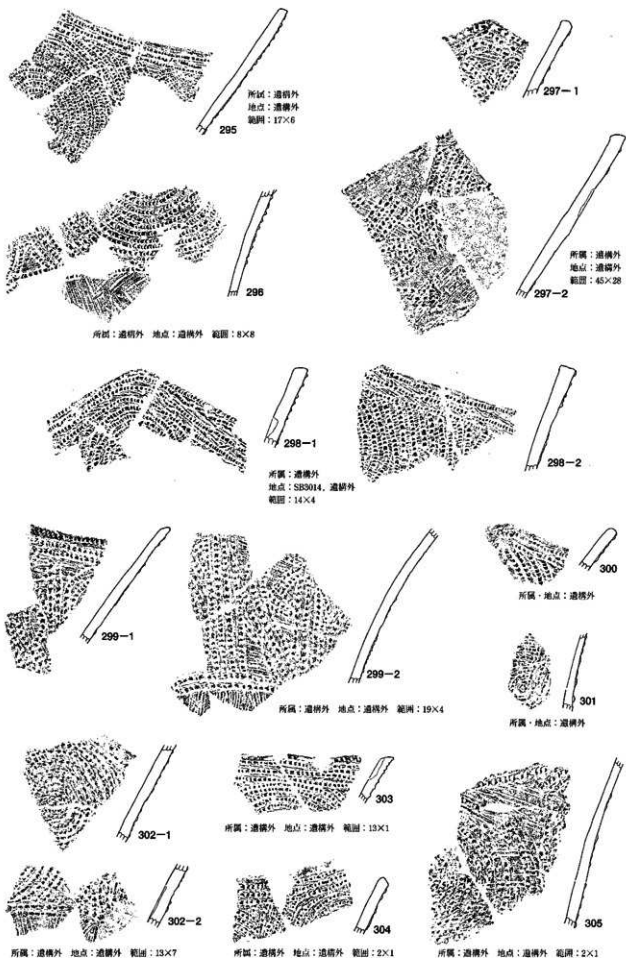 295
所属：遺構外
地点：遺構外
範囲：17×6
297-1
296
所属：遺構外 地点：遺構外 範囲：8×8
297-2
所属：遺構外
地点：遺構外
範囲：45×28
298-1
所属：遺構外
地点：SB3014，遺構外
範囲：14×4
298-2
299-1
299-2
所属：遺構外 地点：遺構外 範囲：19×4
300
所属・地点：遺構外
301
所属・地点：遺構外
302-1
303
所属：遺構外 地点：遺構外 範囲：13×1
302-2
所属：遺構外 地点：遺構外 範囲：13×7
304
所属：遺構外 地点：遺構外 範囲：2×1
305
所属：遺構外 地点：遺構外 範囲：2×1